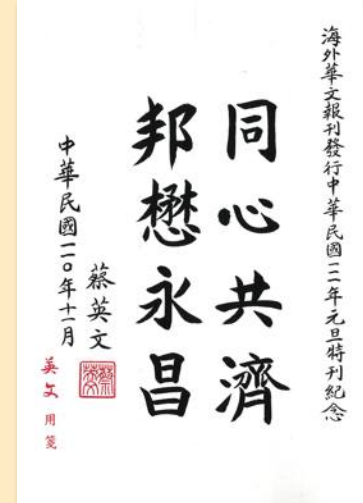 海外華文報刊發行中華民國一一一年元旦特刊紀念
同心共濟
邦懋永昌
蔡英文
中華民國一一○年十一月
英文用箋